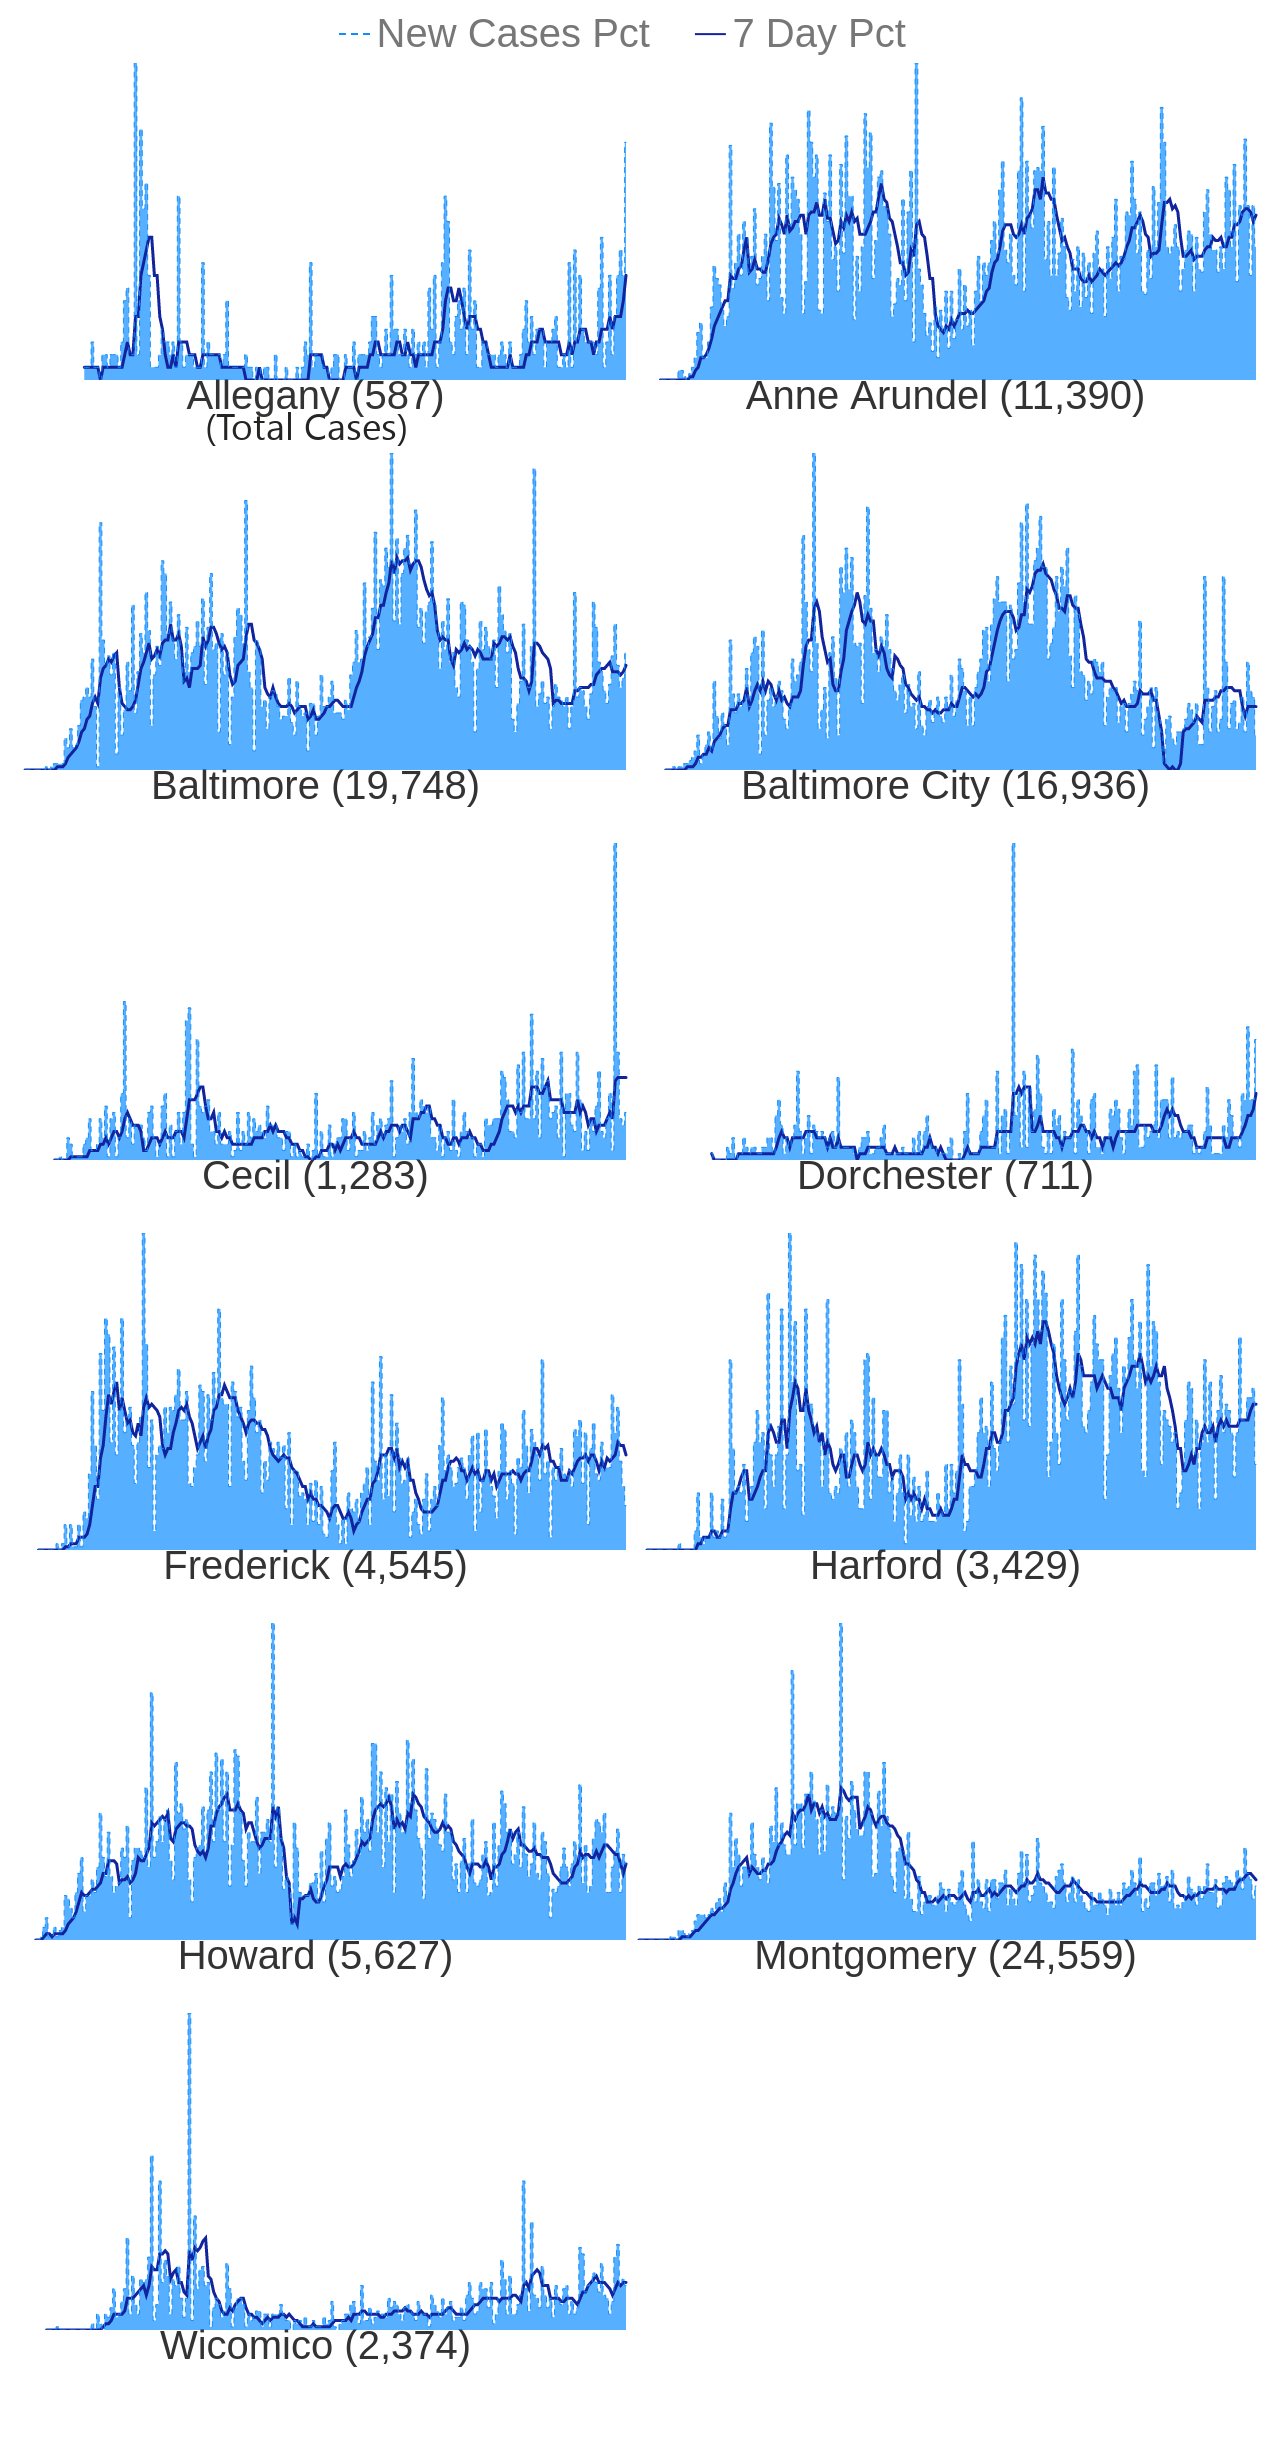 New Cases Pct 7 Day Pct
Allegany (587) Anne Arundel (11,390)
(Total Cases)
Baltimore (19,748) Baltimore City (16,936)
Cecil (1,283) Dorchester (711)
Frederick (4,545) Harford (3,429)
Howard (5,627) Montgomery (24,559)
Wicomico (2,374)